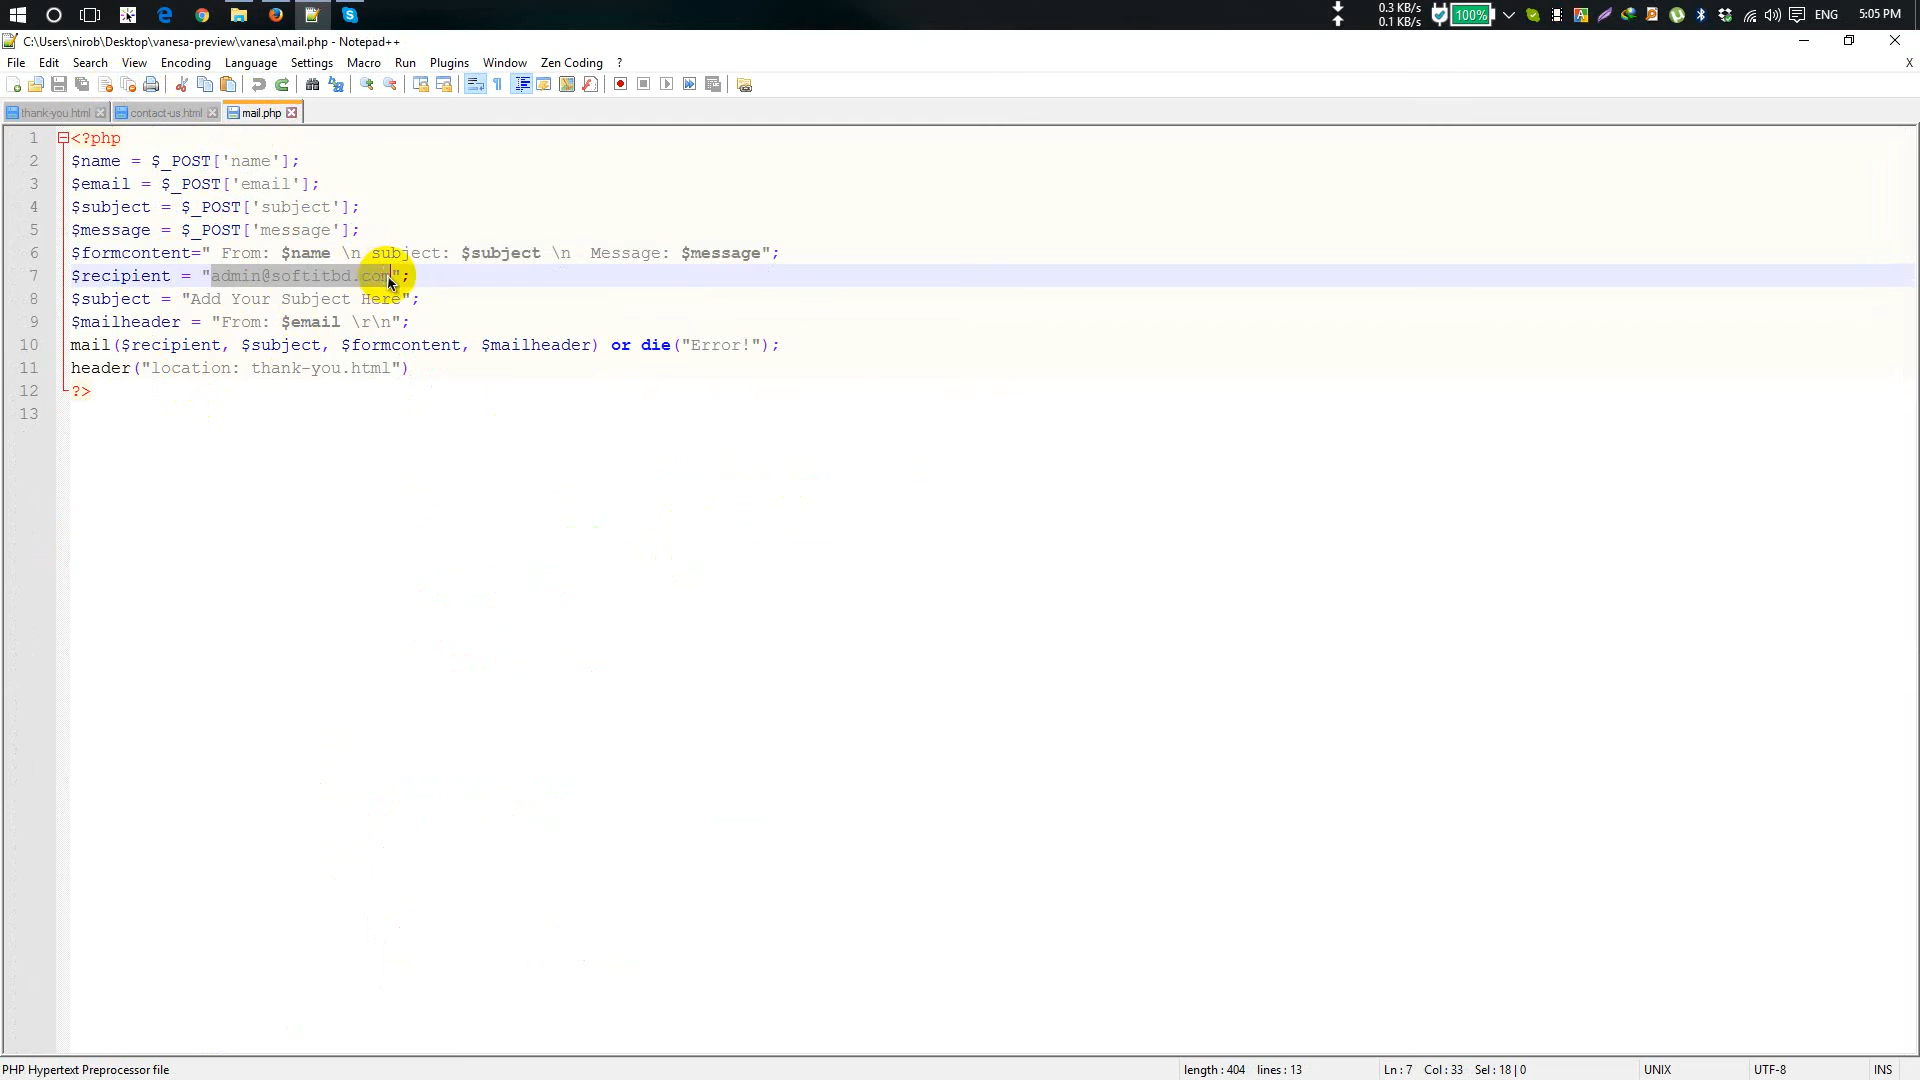 0.3 KB/s
0.1 KB/s
100%
ENG
5:05 PM
C:\Users\nirob\Desktop\vanesa-preview\vanesa\mail.php - Notepad++
File Edit Search View Encoding Language Settings Macro Run Plugins Window Zen Coding ?
X
thank-you.html contact-us.html mail.php
1 <?php
2 $name = $_POST['name'];
3 $email = $_POST['email'];
4 $subject = $_POST['subject'];
5 $message = $_POST['message'];
6 $formcontent=" From: $name \n subject: $subject \n  Message: $message";
7 $recipient = "admin@softitbd.com";
8 $subject = "Add Your Subject Here";
9 $mailheader = "From: $email \r\n";
10 mail($recipient, $subject, $formcontent, $mailheader) or die("Error!");
11 header("location: thank-you.html")
12 ?>
13
PHP Hypertext Preprocessor file length : 404 lines : 13 Ln : 7 Col : 33 Sel : 18 | 0 UNIX UTF-8 INS